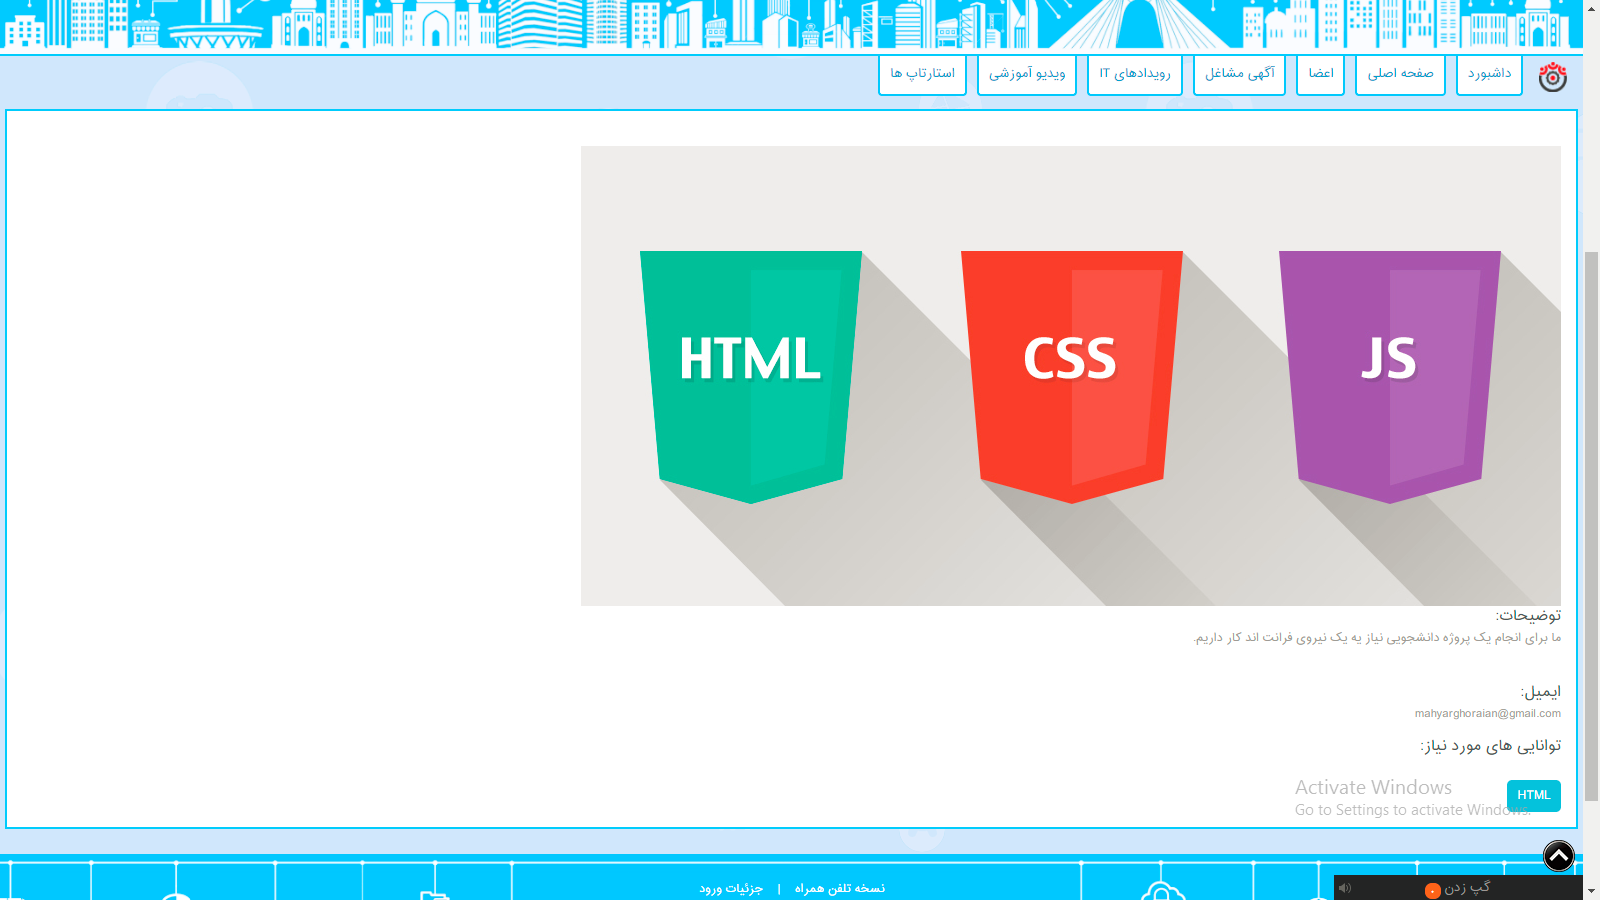 داشبورد
صفحه اصلی
اعضا
آگهی مشاغل
رویدادهای IT
ویدیو آموزشی
استارتاپ ها
HTML
CSS
JS
توضیحات:
ما برای انجام یک پروژه دانشجویی نیاز یه یک نیروی فرانت اند کار داریم.
ایمیل:
mahyarghoraian@gmail.com
توانایی های مورد نیاز:
HTML
Activate Windows
Go to Settings to activate Windows.
نسخه تلفن همراه | جزئیات ورود
گپ زدن ۰